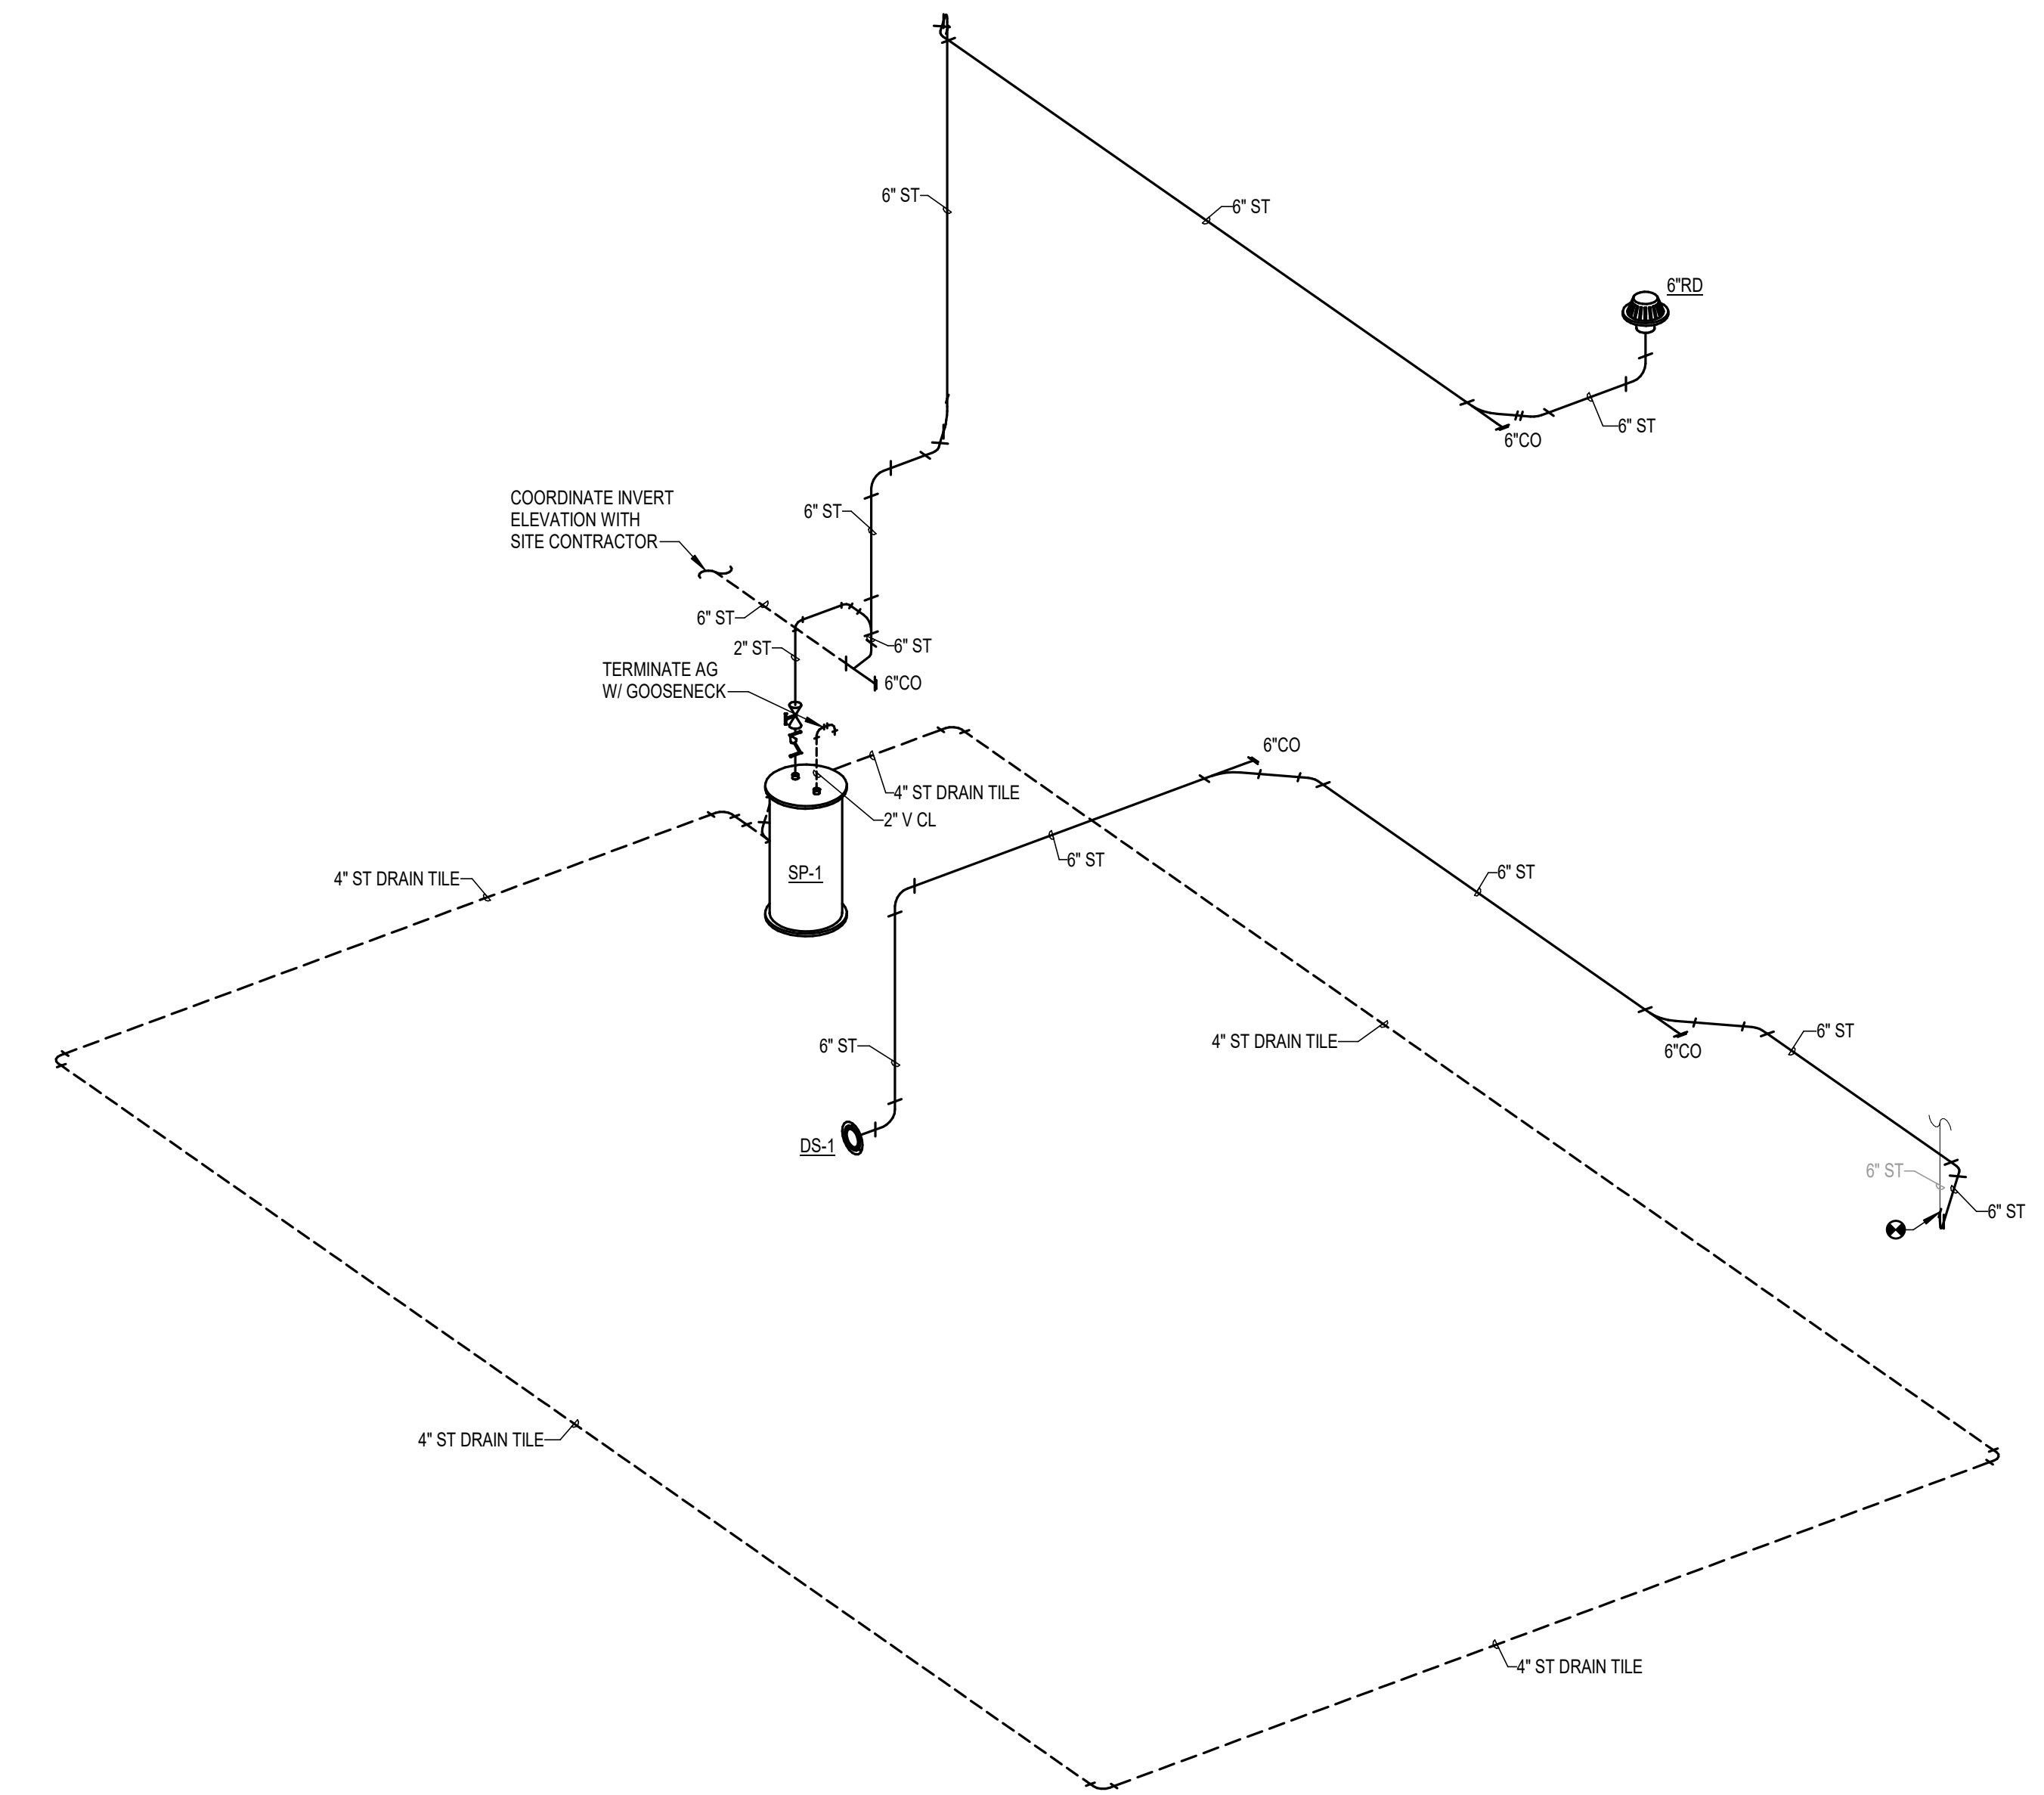 6" ST
6" ST
6"RD
6" ST
6"CO
COORDINATE INVERT
ELEVATION WITH
SITE CONTRACTOR
6" ST
6" ST
2" ST
6" ST
TERMINATE AG
W/ GOOSENECK
6"CO
6"CO
4" ST DRAIN TILE
2" V CL
6" ST
SP-1
4" ST DRAIN TILE
6" ST
6" ST
4" ST DRAIN TILE
6"CO
6" ST
DS-1
6" ST
6" ST
4" ST DRAIN TILE
4" ST DRAIN TILE